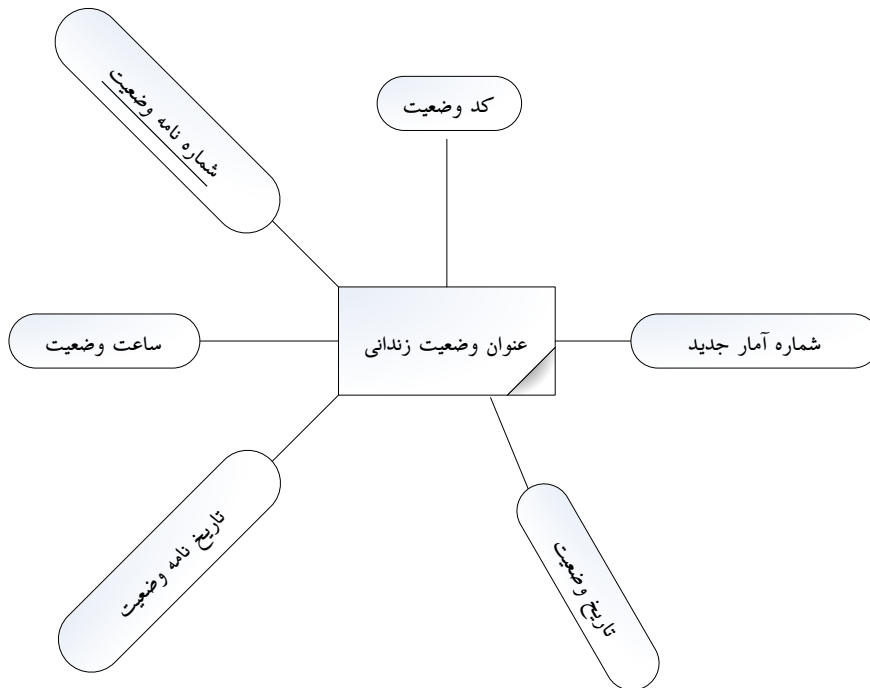 شماره نامه وضعیت
کد وضعیت
ساعت وضعیت
عنوان وضعیت زندانی
شماره آمار جدید
تاریخ نامه وضعیت
تاریخ وضعیت